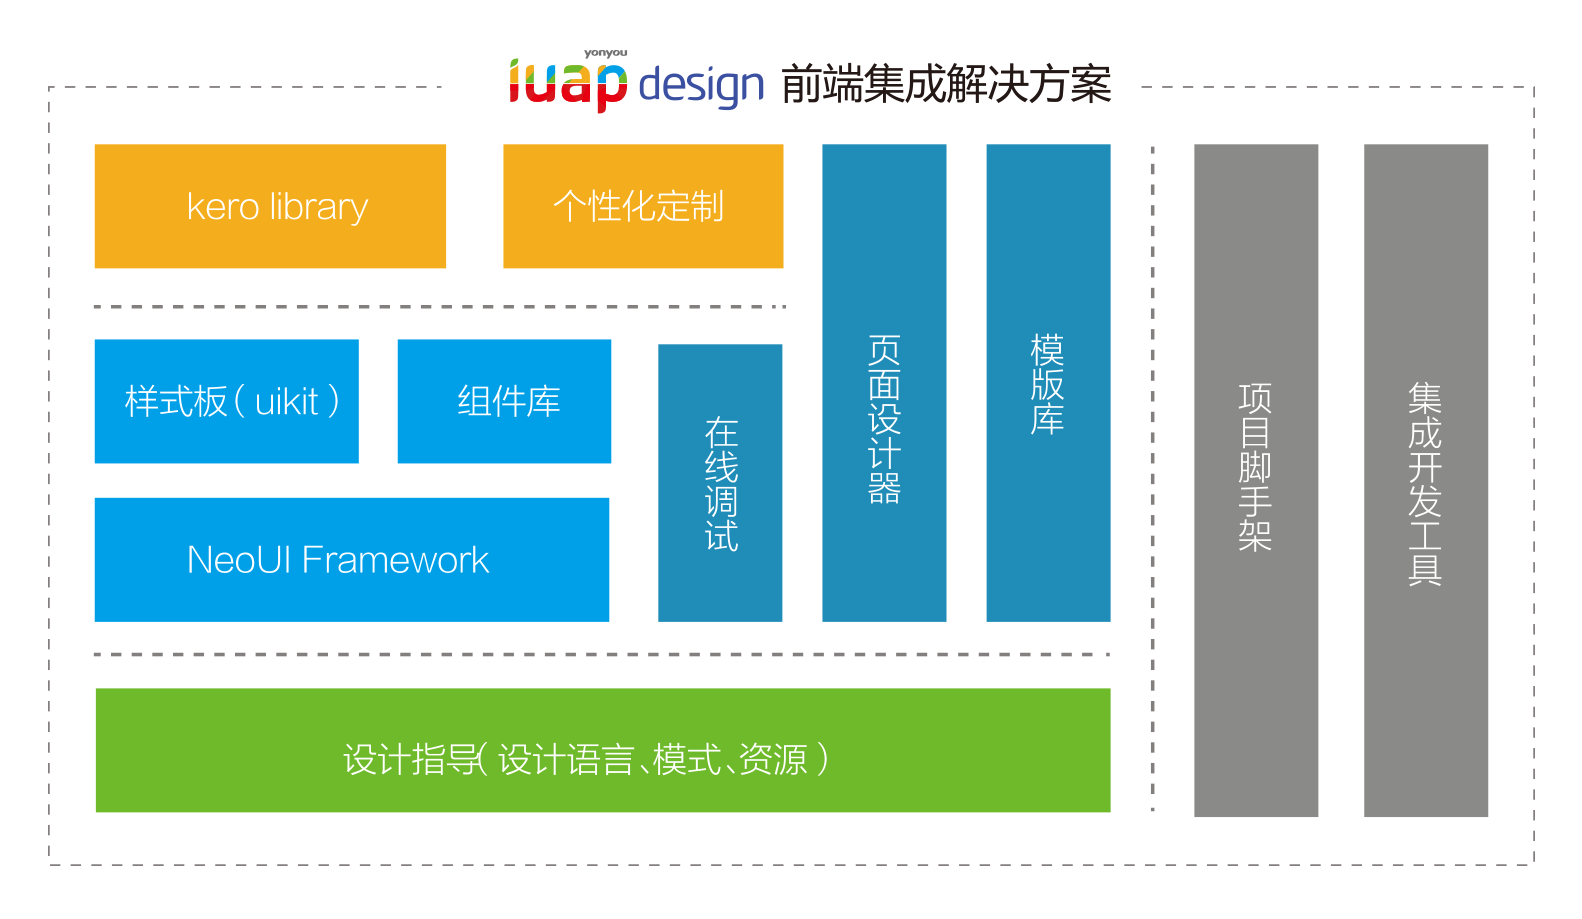 yonyou
iuap design 前端集成解决方案
kero library
个性化定制
样式板（uikit）
组件库
NeoUI Framework
在线调试
页面设计器
模版库
项目脚手架
集成开发工具
设计指导（设计语言、模式、资源）